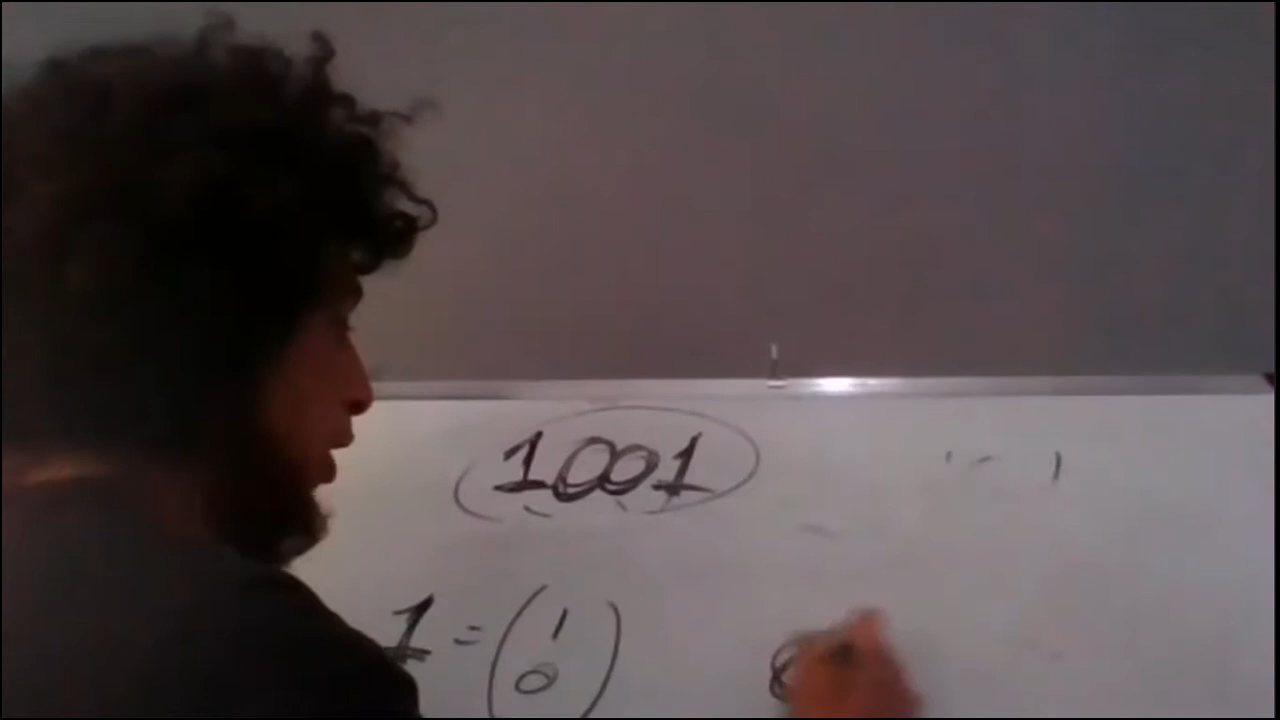 1001
1 = (1
0)